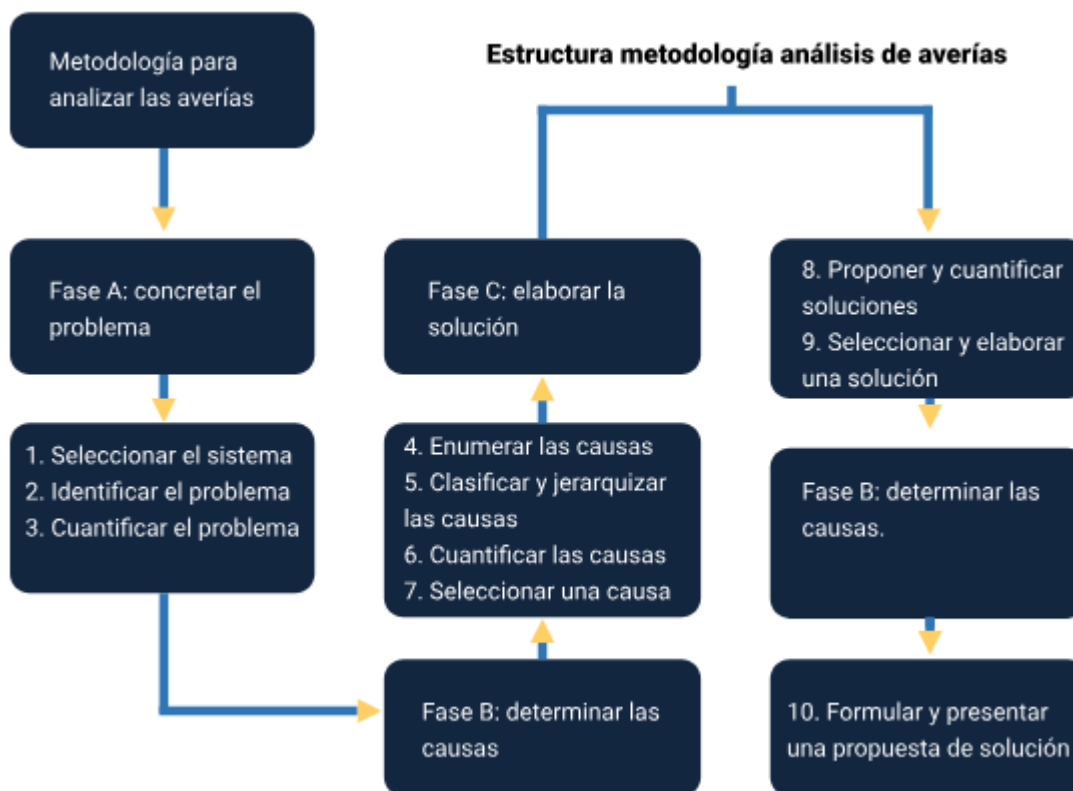 Estructura metodología análisis de averías
Metodología para
analizar las averías
Fase A: concretar el
problema
1. Seleccionar el sistema
2. Identificar el problema
3. Cuantificar el problema
Fase B: determinar las
causas
4. Enumerar las causas
5. Clasificar y jerarquizar
las causas
6. Cuantificar las causas
7. Seleccionar una causa
Fase C: elaborar la
solución
8. Proponer y cuantificar
soluciones
9. Seleccionar y elaborar
una solución
Fase B: determinar las
causas.
10. Formular y presentar
una propuesta de solución